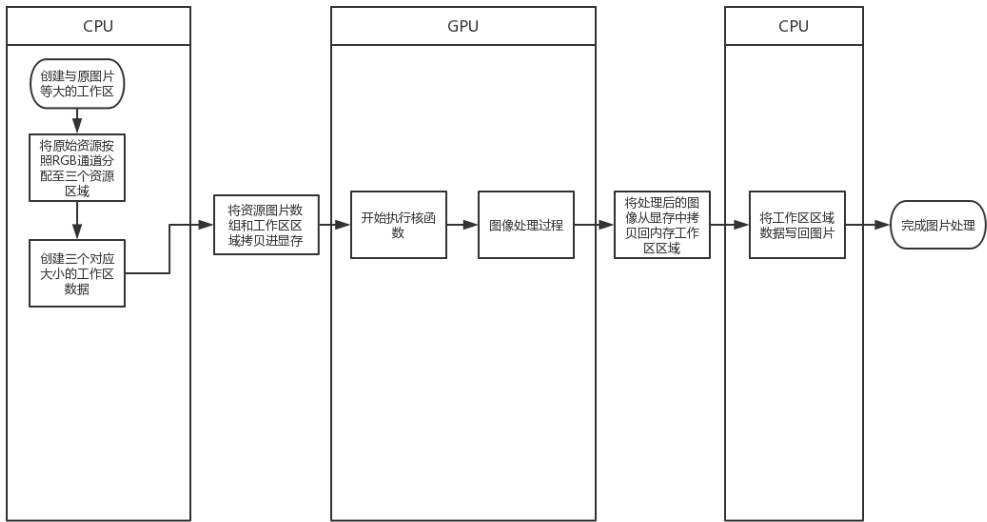 CPU
创建与原图片
等大的工作区
将原始资源按
照RGB通道分
配至三个资源
区域
创建三个对应
大小的工作区
数据
将资源图片数
组和工作区区
域拷贝进显存
GPU
开始执行核函
数
图像处理过程
将处理后的图
像从显存中拷
贝回内存工作
区区域
CPU
将工作区区域
数据写回图片
完成图片处理